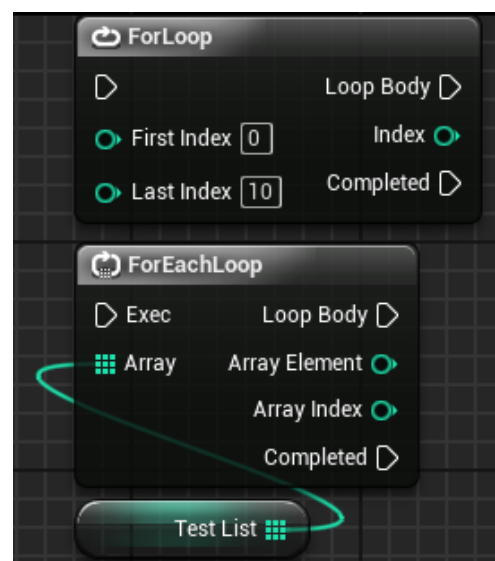 ForLoop
Loop Body
First Index 0 Index
Last Index 10 Completed
ForEachLoop
Exec Loop Body
Array Array Element
Array Index
Completed
Test List